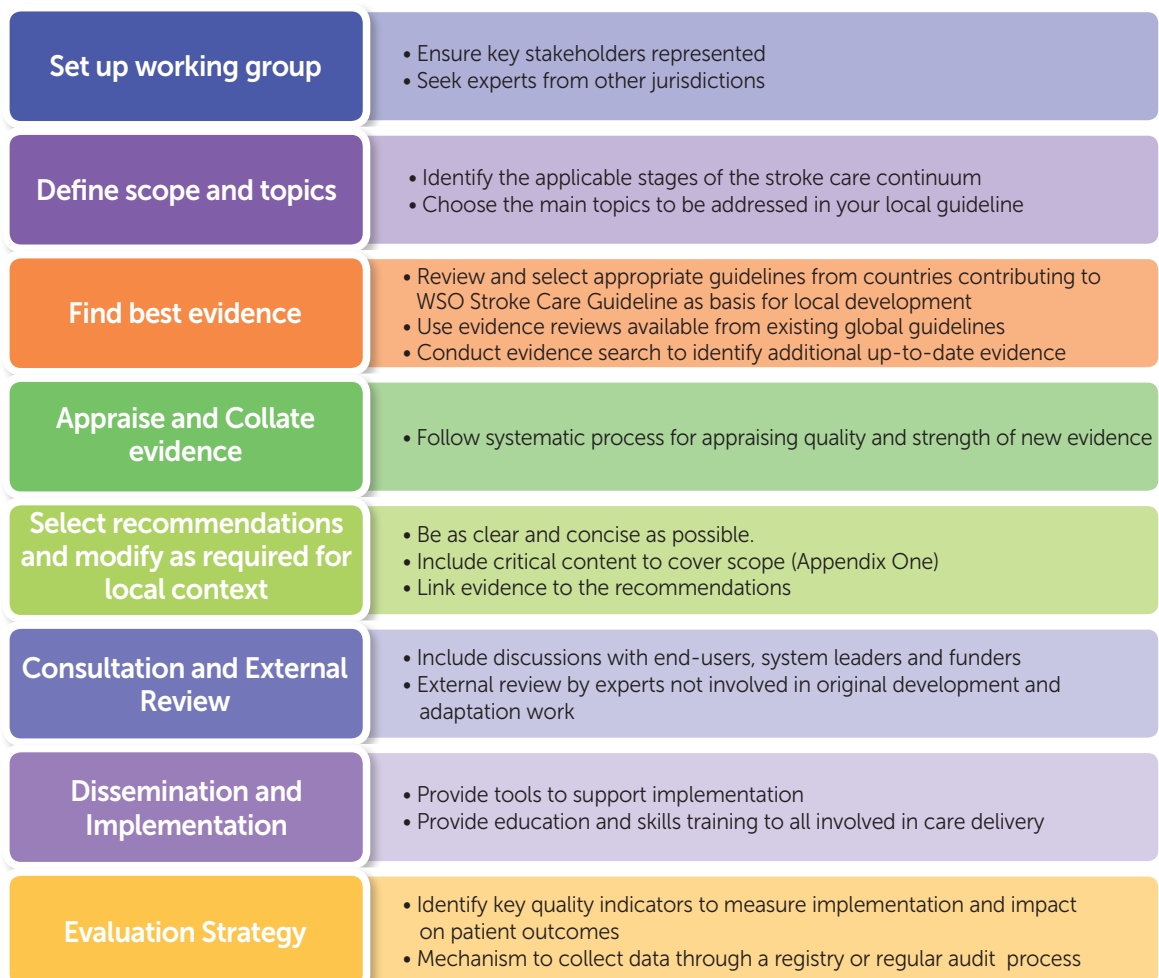 Set up working group
• Ensure key stakeholders represented
• Seek experts from other jurisdictions
Define scope and topics
• Identify the applicable stages of the stroke care continuum
• Choose the main topics to be addressed in your local guideline
Find best evidence
• Review and select appropriate guidelines from countries contributing to
WSO Stroke Care Guideline as basis for local development
• Use evidence reviews available from existing global guidelines
• Conduct evidence search to identify additional up-to-date evidence
Appraise and Collate
evidence
• Follow systematic process for appraising quality and strength of new evidence
Select recommendations
and modify as required for
local context
• Be as clear and concise as possible.
• Include critical content to cover scope (Appendix One)
• Link evidence to the recommendations
Consultation and External
Review
• Include discussions with end-users, system leaders and funders
• External review by experts not involved in original development and
adaptation work
Dissemination and
Implementation
• Provide tools to support implementation
• Provide education and skills training to all involved in care delivery
Evaluation Strategy
• Identify key quality indicators to measure implementation and impact
on patient outcomes
• Mechanism to collect data through a registry or regular audit process